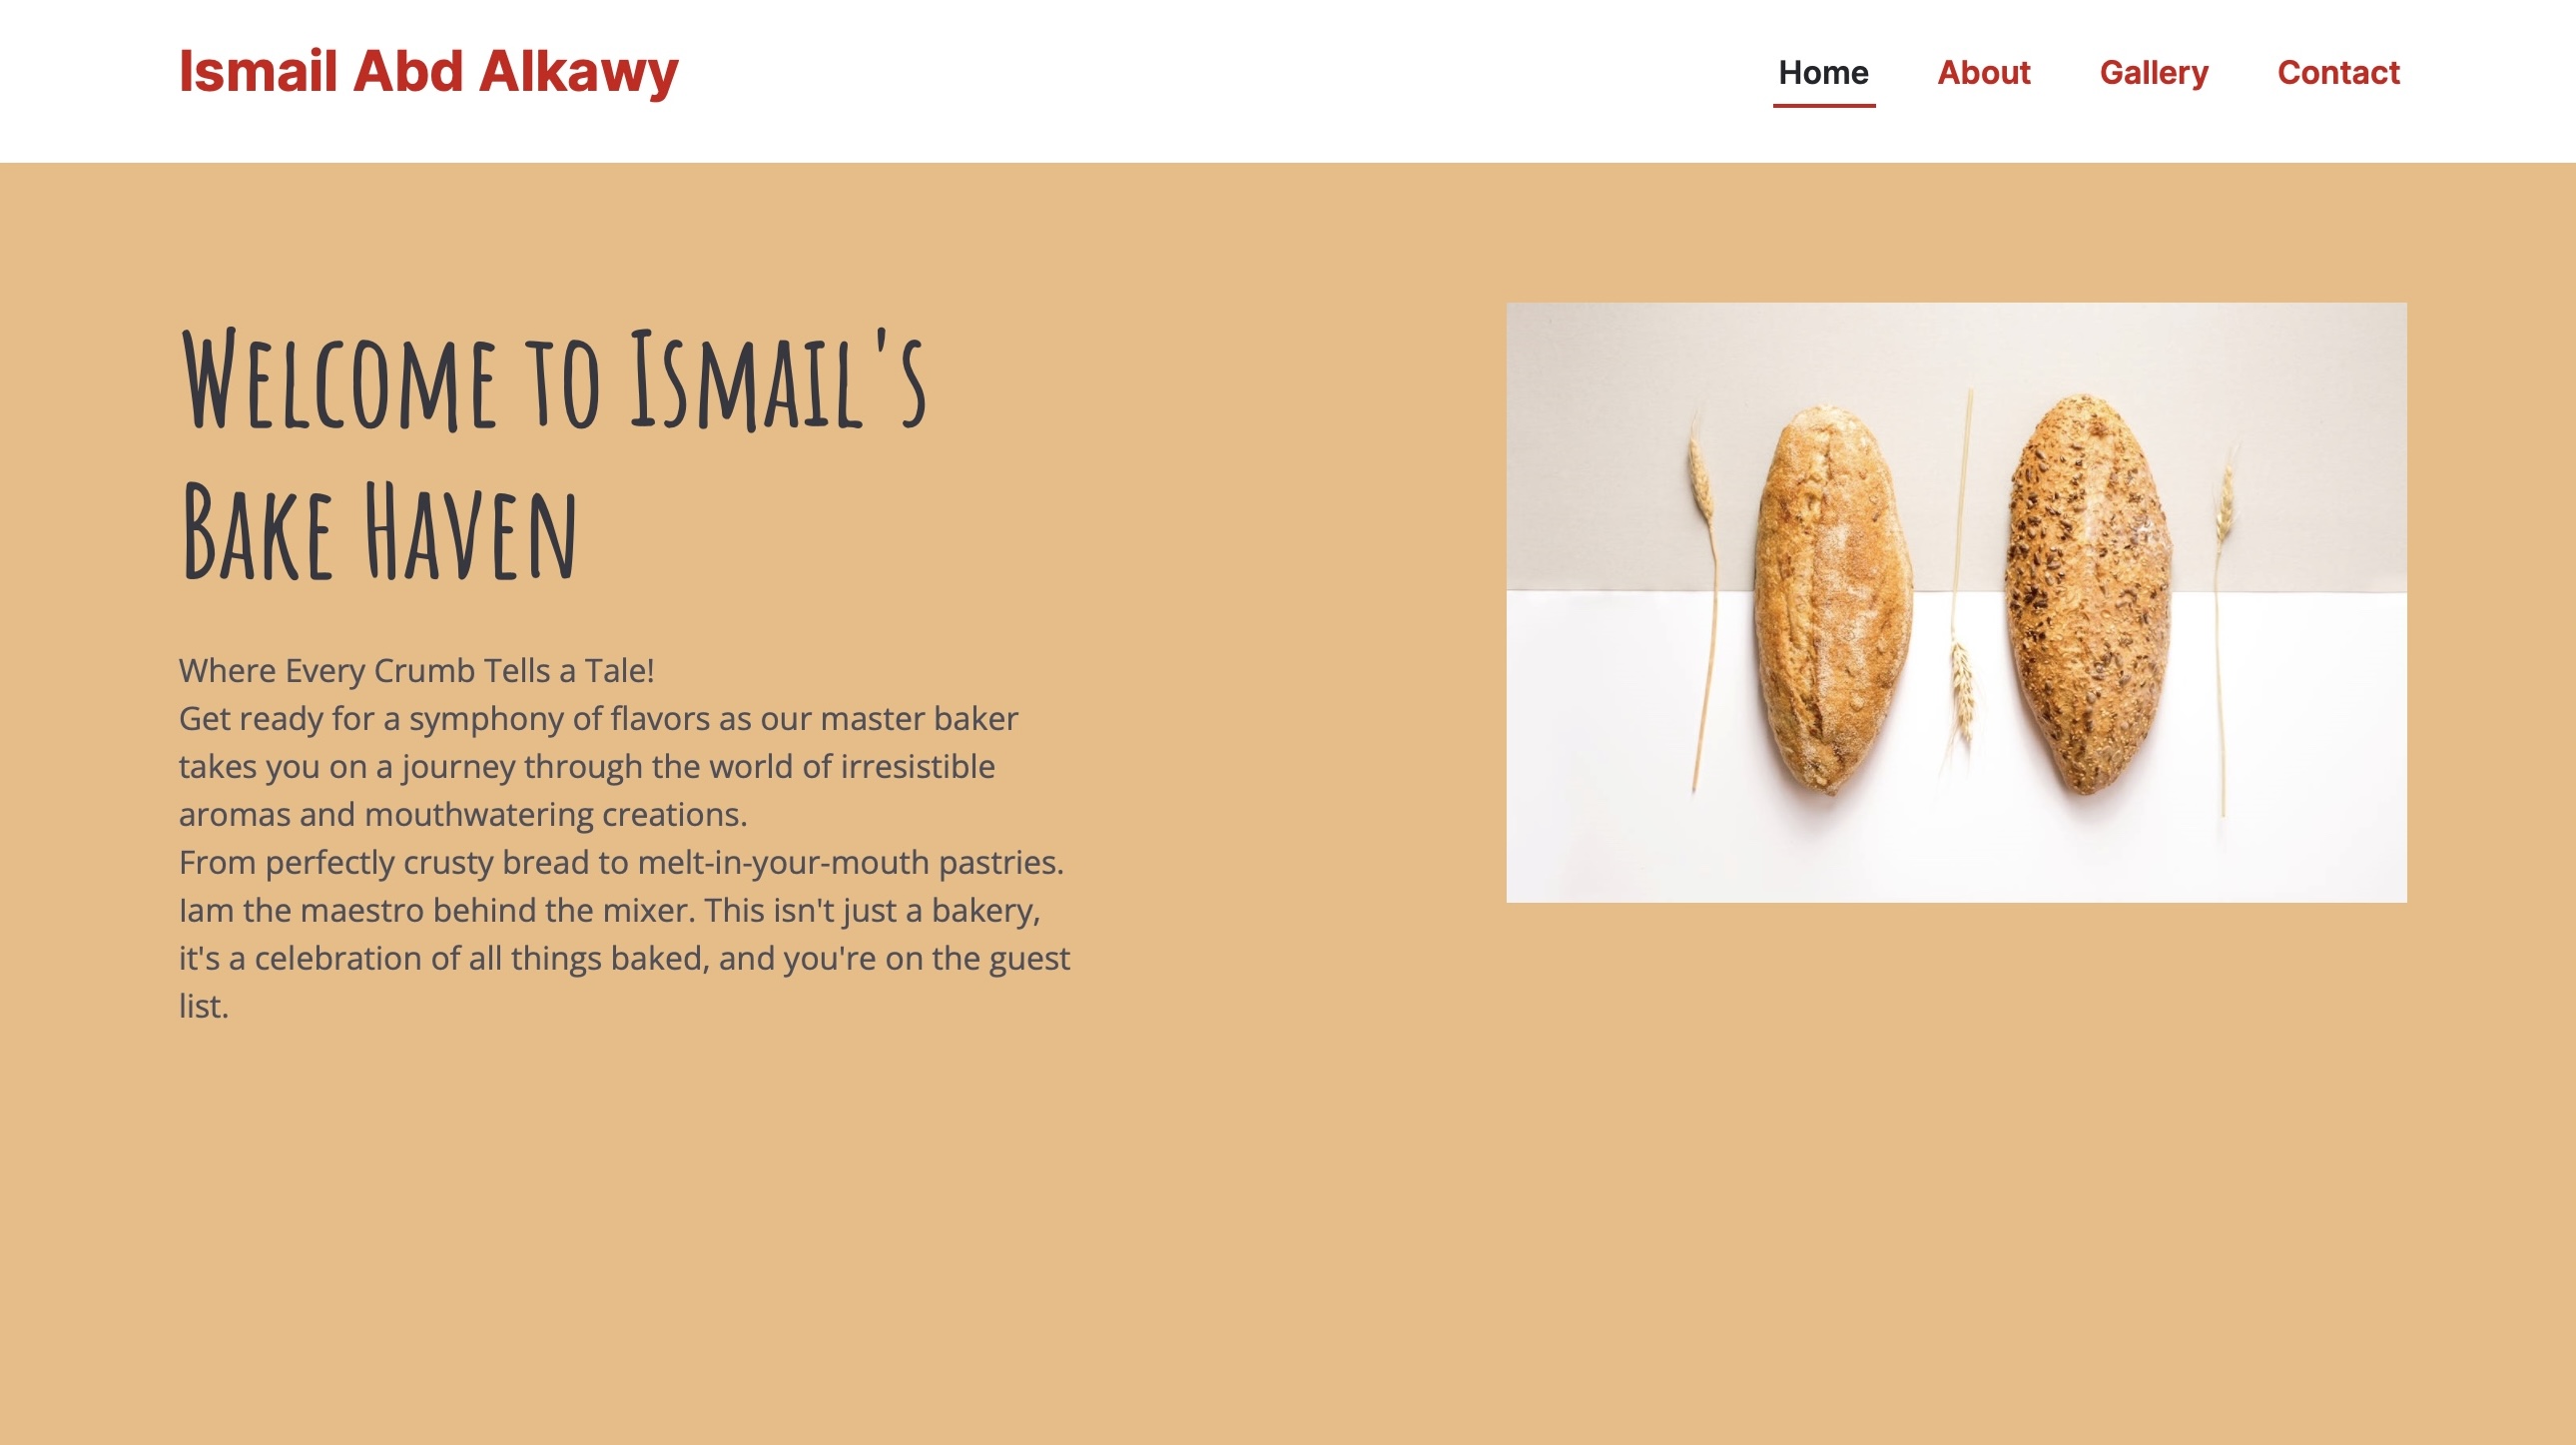 Ismail Abd Alkawy
Home About Gallery Contact
Welcome to Ismail's
Bake Haven
Where Every Crumb Tells a Tale!
Get ready for a symphony of flavors as our master baker
takes you on a journey through the world of irresistible
aromas and mouthwatering creations.
From perfectly crusty bread to melt-in-your-mouth pastries.
Iam the maestro behind the mixer. This isn't just a bakery,
it's a celebration of all things baked, and you're on the guest
list.